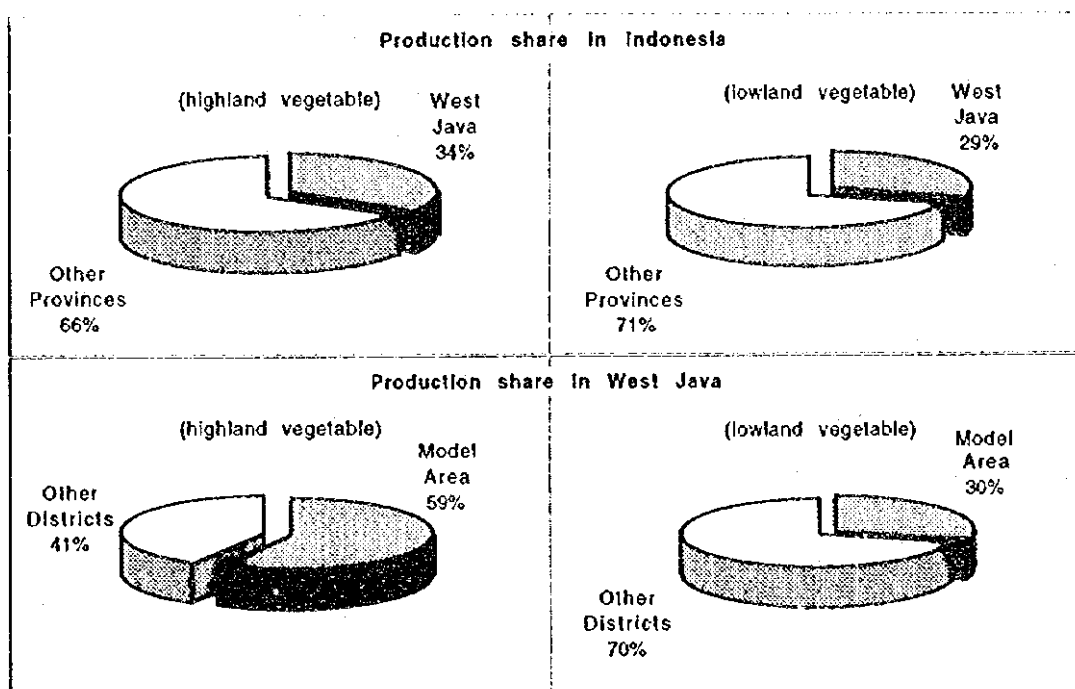 Production share in Indonesia
(highland vegetable)
West
Java
34%
Other
Provinces
66%
(lowland vegetable)
West
Java
29%
Other
Provinces
71%
Production share in West Java
(highland vegetable)
Model
Area
59%
Other
Districts
41%
(lowland vegetable)
Model
Area
30%
Other
Districts
70%